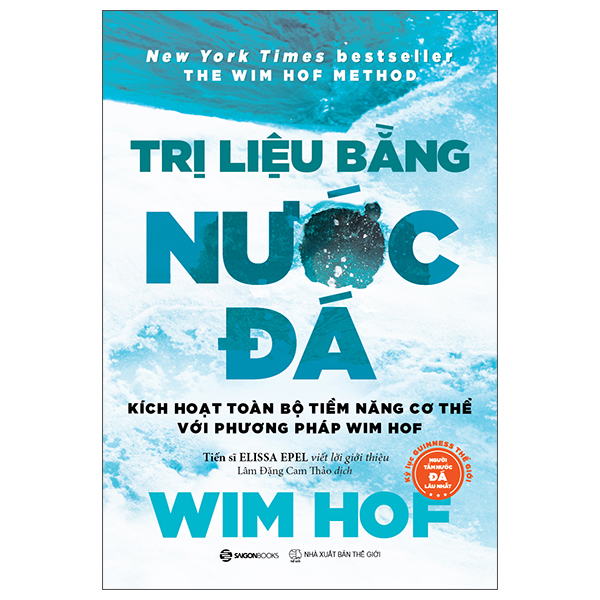 New York Times bestseller
THE WIM HOF METHOD
TRỊ LIỆU BẰNG
NƯỚC
ĐÁ
KÍCH HOẠT TOÀN BỘ TIỀM NĂNG CƠ THỂ
VỚI PHƯƠNG PHÁP WIM HOF
Tiến sĩ ELISSA EPEL viết lời giới thiệu
Lâm Đặng Cam Thảo dịch
KỶ LỤC GUINNESS THẾ GIỚI
NGƯỜI
TẮM NƯỚC
ĐÁ
LÂU NHẤT
WIM HOF
SAIGONBOOKS
THẾ GIỚI
NHÀ XUẤT BẢN THẾ GIỚI